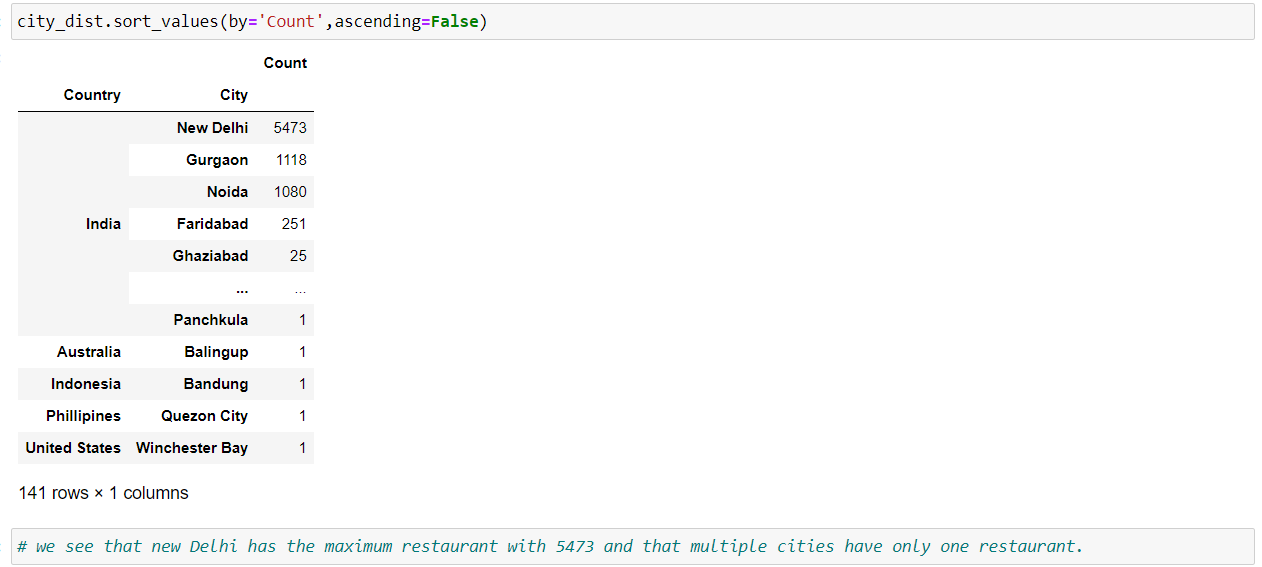 city_dist.sort_values(by='Count',ascending=False)
Count
Country City
New Delhi 5473
Gurgaon 1118
Noida 1080
India Faridabad 251
Ghaziabad 25
... ...
Panchkula 1
Australia Balingup 1
Indonesia Bandung 1
Phillipines Quezon City 1
United States Winchester Bay 1
141 rows × 1 columns
# we see that new Delhi has the maximum restaurant with 5473 and that multiple cities have only one restaurant.